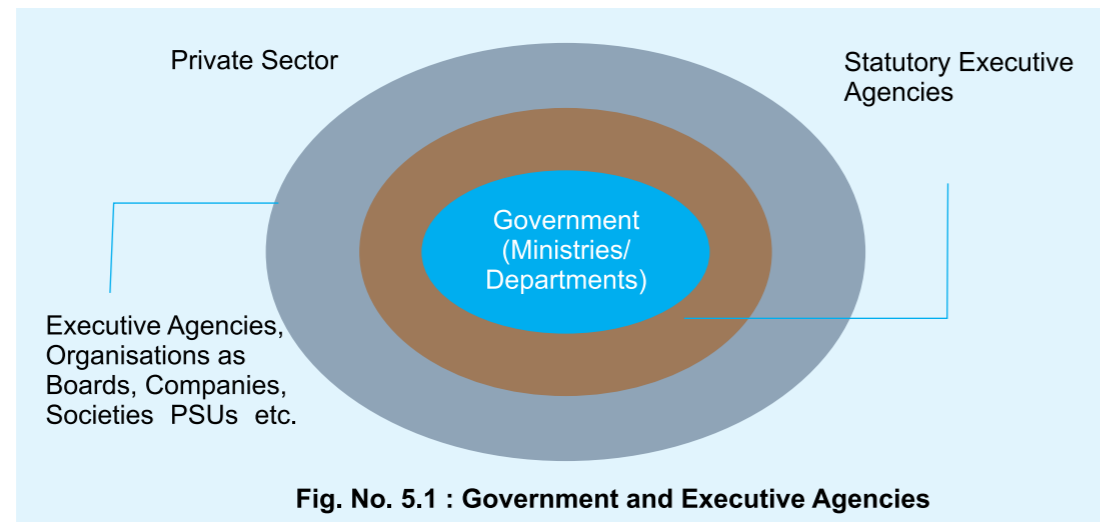 Private Sector
Statutory Executive
Agencies
Government
(Ministries/
Departments)
Executive Agencies,
Organisations as
Boards, Companies,
Societies PSUs etc.
Fig. No. 5.1 : Government and Executive Agencies